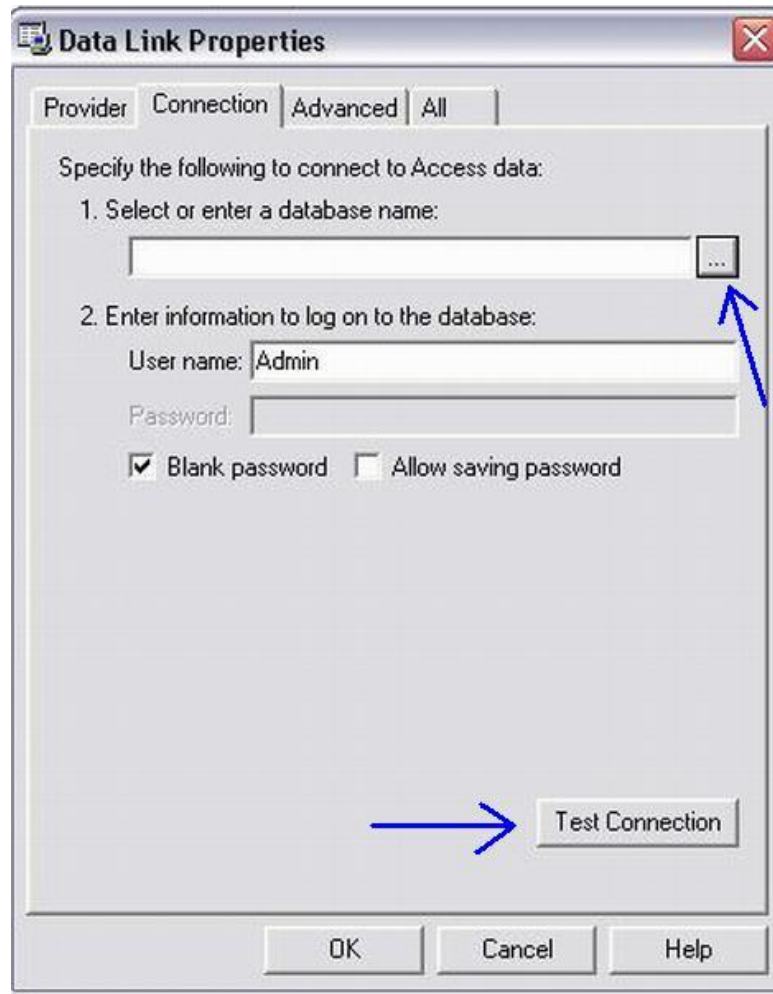 Data Link Properties
Provider Connection Advanced All
Specify the following to connect to Access data:
1. Select or enter a database name:
...
2. Enter information to log on to the database:
User name: Admin
Password:
Blank password Allow saving password
Test Connection
OK Cancel Help